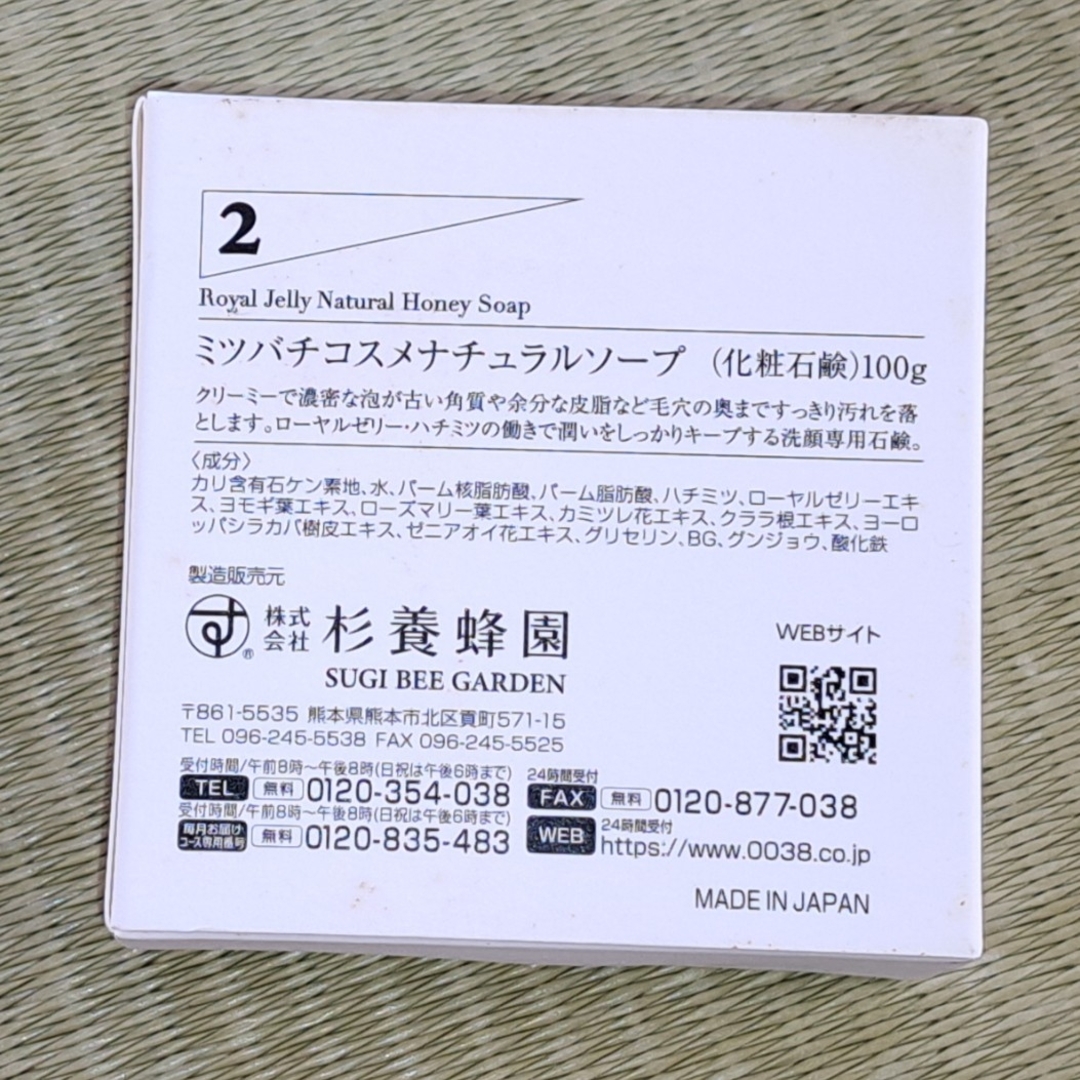 2
Royal Jelly Natural Honey Soap
ミツバチコスメナチュラルソープ (化粧石鹸)100g
クリーミーで濃密な泡が古い角質や余分な皮脂など毛穴の奥まですっきり汚れを落
とします。ローヤルゼリー・ハチミツの働きで潤いをしっかりキープする洗顔専用石鹸。
〈成分〉
カリ含有石ケン素地、水、パーム核脂肪酸、パーム脂肪酸、ハチミツ、ローヤルゼリーエキ
ス、ヨモギ葉エキス、ローズマリー葉エキス、カミツレ花エキス、クララ根エキス、ヨーロ
ッパシラカバ樹皮エキス、ゼニアオイ花エキス、グリセリン、BG、グンジョウ、酸化鉄
製造販売元
す® 株式会社 杉養蜂園
SUGI BEE GARDEN
WEBサイト
〒861-5535 熊本県熊本市北区貢町571-15
TEL 096-245-5538 FAX 096-245-5525
受付時間/午前8時〜午後8時(日祝は午後6時まで)
TEL 無料 0120-354-038
受付時間/午前8時〜午後8時(日祝は午後6時まで)
毎月お届けコース専用番号 無料 0120-835-483
24時間受付
FAX 無料 0120-877-038
24時間受付
WEB https://www.0038.co.jp
MADE IN JAPAN